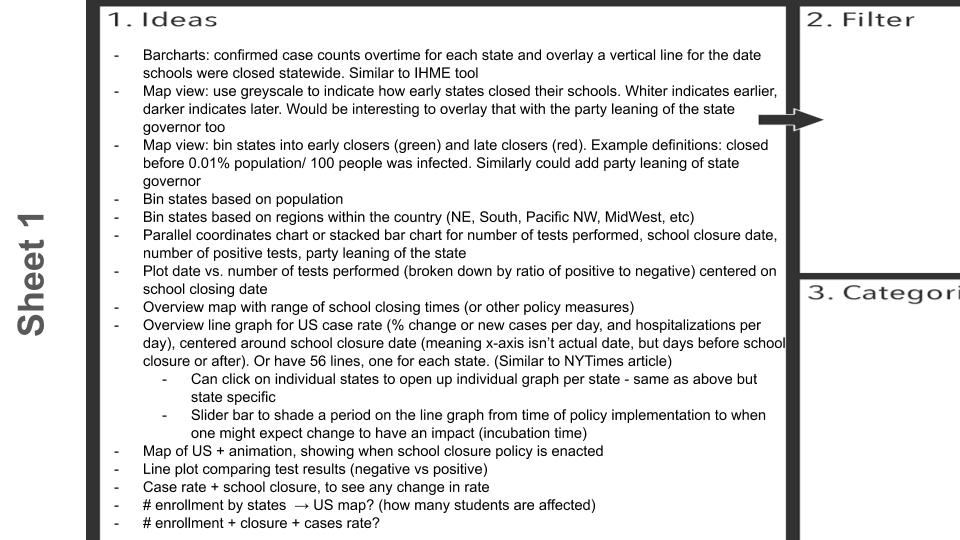 Sheet 1
1. Ideas
- Barcharts: confirmed case counts overtime for each state and overlay a vertical line for the date
schools were closed statewide. Similar to IHME tool
- Map view: use greyscale to indicate how early states closed their schools. Whiter indicates earlier,
darker indicates later. Would be interesting to overlay that with the party leaning of the state
governor too
- Map view: bin states into early closers (green) and late closers (red). Example definitions: closed
before 0.01% population/ 100 people was infected. Similarly could add party leaning of state
governor
- Bin states based on population
- Bin states based on regions within the country (NE, South, Pacific NW, MidWest, etc)
- Parallel coordinates chart or stacked bar chart for number of tests performed, school closure date,
number of positive tests, party leaning of the state
- Plot date vs. number of tests performed (broken down by ratio of positive to negative) centered on
school closing date
- Overview map with range of school closing times (or other policy measures)
- Overview line graph for US case rate (% change or new cases per day, and hospitalizations per
day), centered around school closure date (meaning x-axis isn't actual date, but days before school
closure or after). Or have 56 lines, one for each state. (Similar to NYTimes article)
- Can click on individual states to open up individual graph per state - same as above but
state specific
- Slider bar to shade a period on the line graph from time of policy implementation to when
one might expect change to have an impact (incubation time)
- Map of US + animation, showing when school closure policy is enacted
- Line plot comparing test results (negative vs positive)
- Case rate + school closure, to see any change in rate
- # enrollment by states → US map? (how many students are affected)
- # enrollment + closure + cases rate?
2. Filter
3. Categori